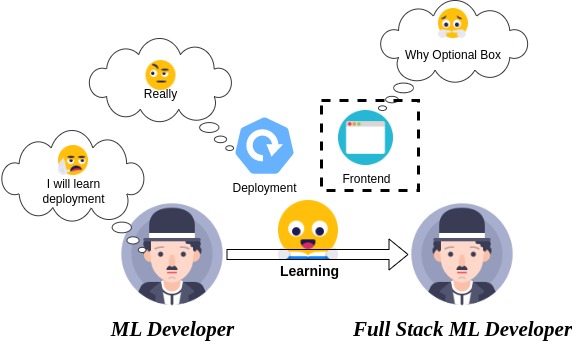 Why Optional Box
Really
I will learn
deployment
Deployment
Frontend
Learning
ML Developer
Full Stack ML Developer